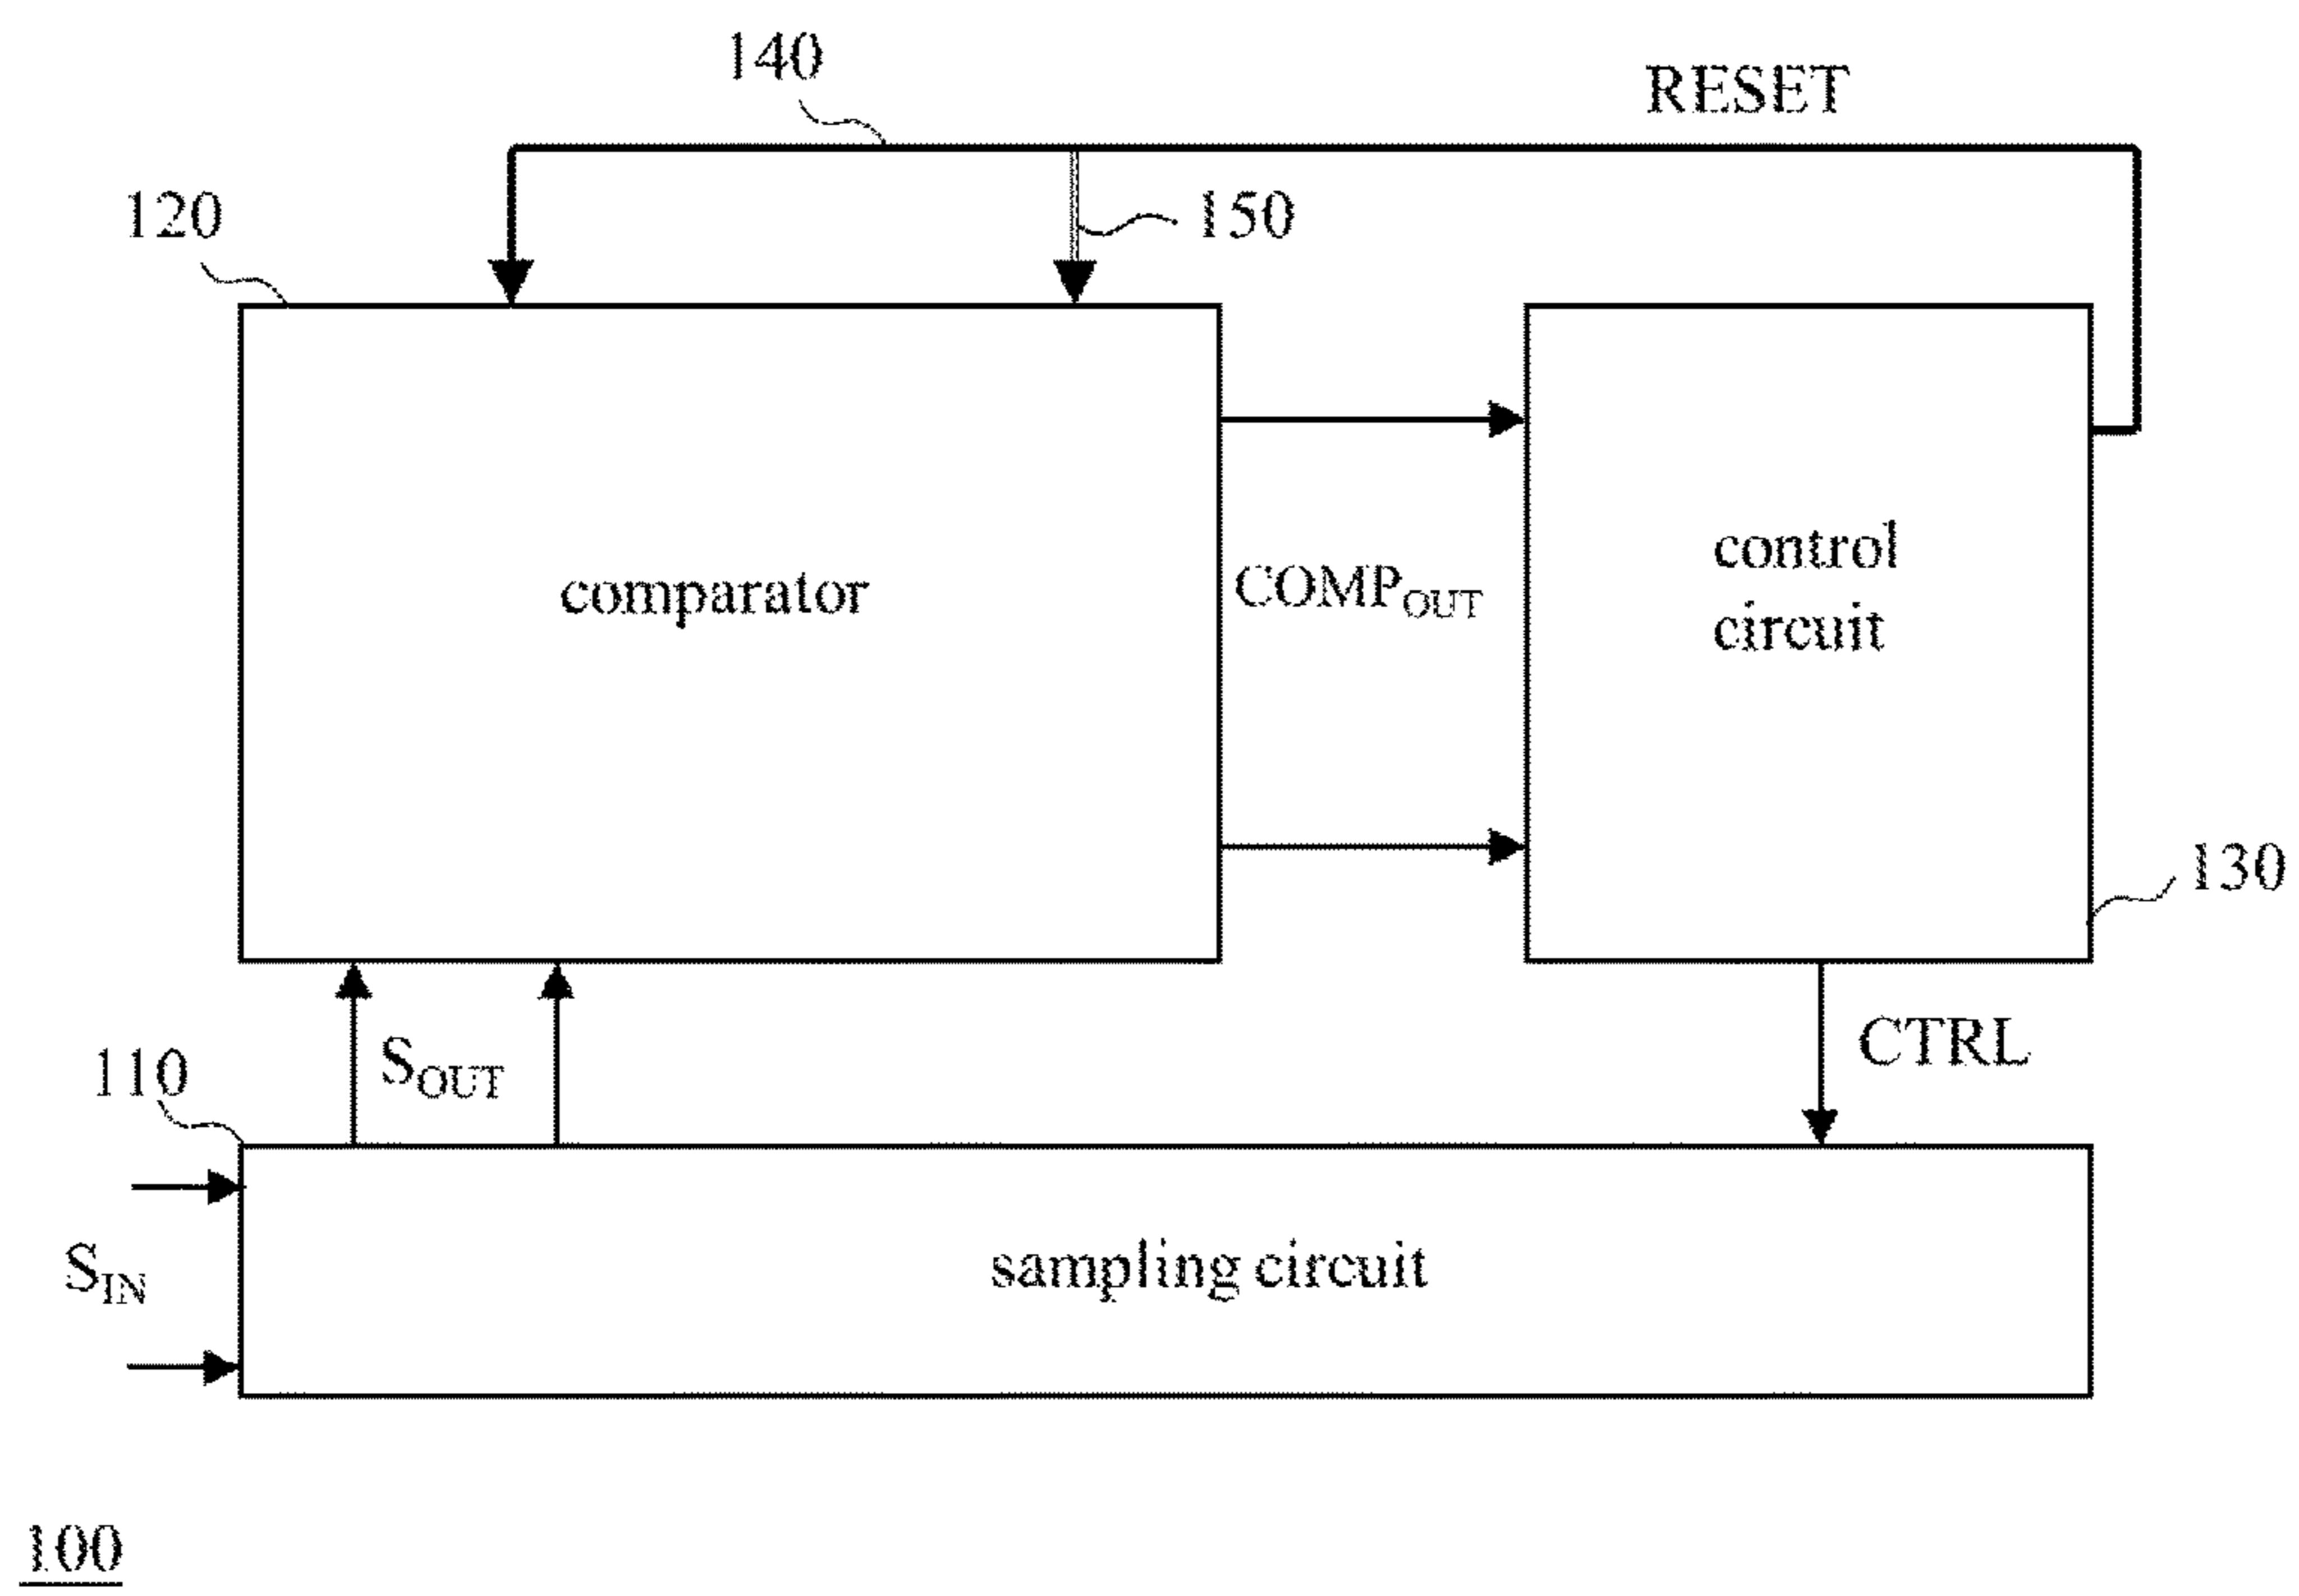 140
RESET
120
150
comparator
COMP_OUT
control
circuit
130
S_OUT
CTRL
110
S_IN
sampling circuit
100